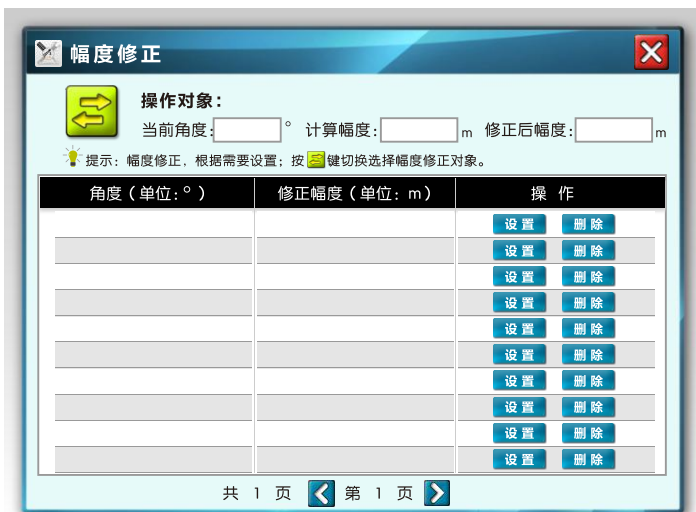 幅度修正
操作对象：
当前角度： ° 计算幅度： m 修正后幅度： m
提示：幅度修正，根据需要设置；按 键切换选择幅度修正对象。
角度（单位：°） 修正幅度（单位：m） 操 作
设置 删除
设置 删除
设置 删除
设置 删除
设置 删除
设置 删除
设置 删除
设置 删除
设置 删除
设置 删除
共 1 页 第 1 页